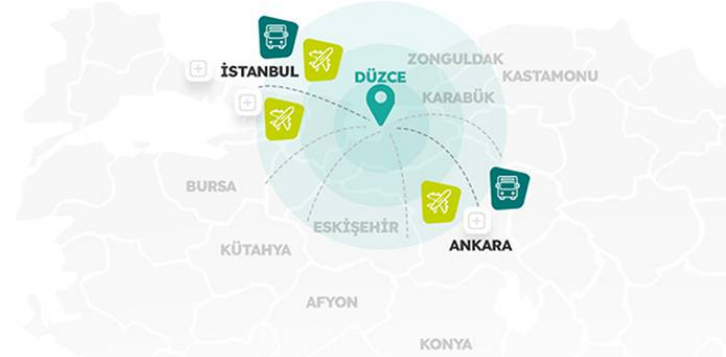 ZONGULDAK
İSTANBUL
DÜZCE
KASTAMONU
KARABÜK
BURSA
ESKİŞEHİR
KÜTAHYA
ANKARA
AFYON
KONYA